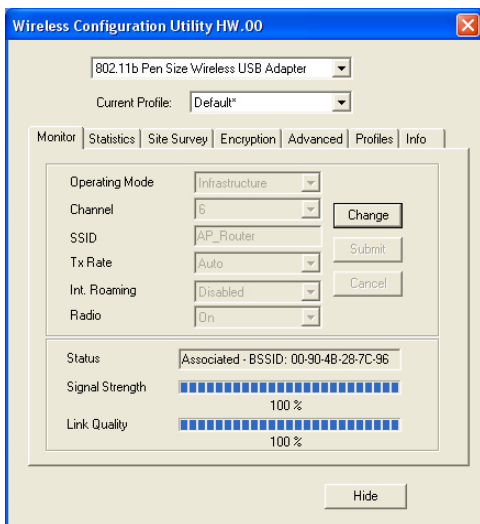 Wireless Configuration Utility HW.00
802.11b Pen Size Wireless USB Adapter
Current Profile: Default*
Monitor Statistics Site Survey Encryption Advanced Profiles Info
Operating Mode Infrastructure
Channel 6
Change
SSID AP_Router
Submit
Tx Rate Auto
Cancel
Int. Roaming Disabled
Radio On
Status Associated - BSSID: 00-90-4B-28-7C-96
Signal Strength
100 %
Link Quality
100 %
Hide